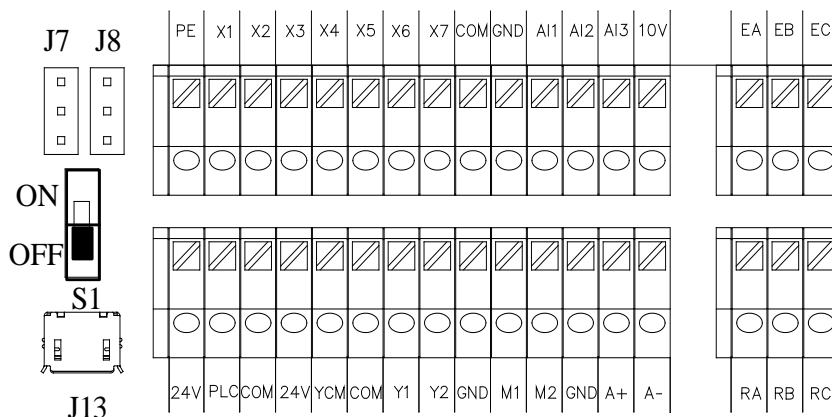 J7 J8 PE X1 X2 X3 X4 X5 X6 X7 COM GND AI1 AI2 AI3 10V EA EB EC
ON
OFF
S1
24V PLC COM 24V YCM COM Y1 Y2 GND M1 M2 GND A+ A- RA RB RC
J13